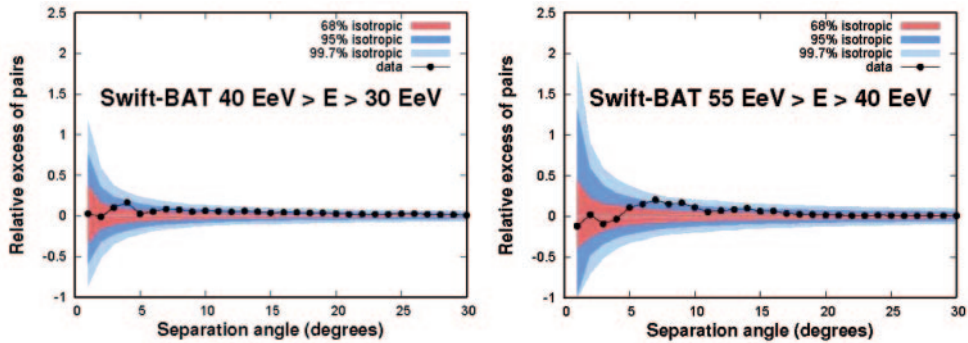 Relative excess of pairs
2.5
2
1.5
1
0.5
0
-0.5
-1
68% isotropic
95% isotropic
99.7% isotropic
data
Swift-BAT 40 EeV > E > 30 EeV
0 5 10 15 20 25 30
Separation angle (degrees)
Relative excess of pairs
2.5
2
1.5
1
0.5
0
-0.5
-1
68% isotropic
95% isotropic
99.7% isotropic
data
Swift-BAT 55 EeV > E > 40 EeV
0 5 10 15 20 25 30
Separation angle (degrees)